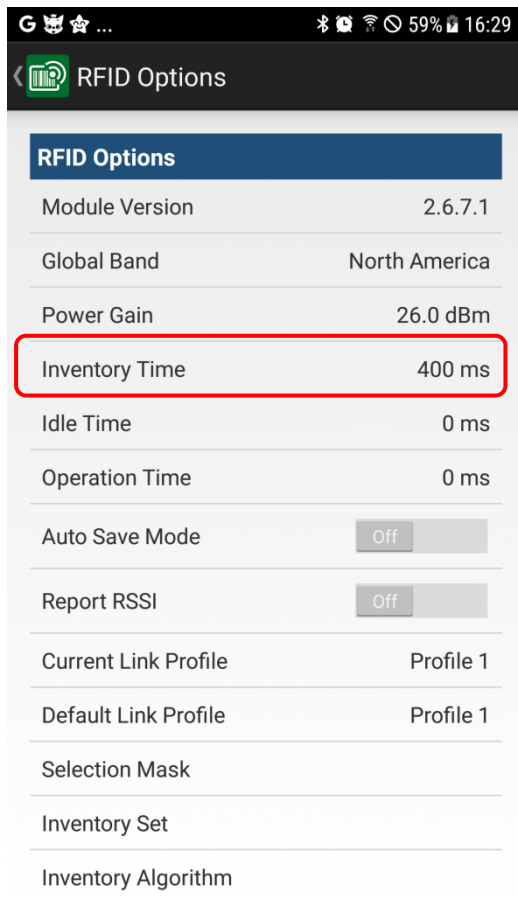 G ... 59% 16:29
RFID Options
RFID Options
Module Version 2.6.7.1
Global Band North America
Power Gain 26.0 dBm
Inventory Time 400 ms
Idle Time 0 ms
Operation Time 0 ms
Auto Save Mode Off
Report RSSI Off
Current Link Profile Profile 1
Default Link Profile Profile 1
Selection Mask
Inventory Set
Inventory Algorithm